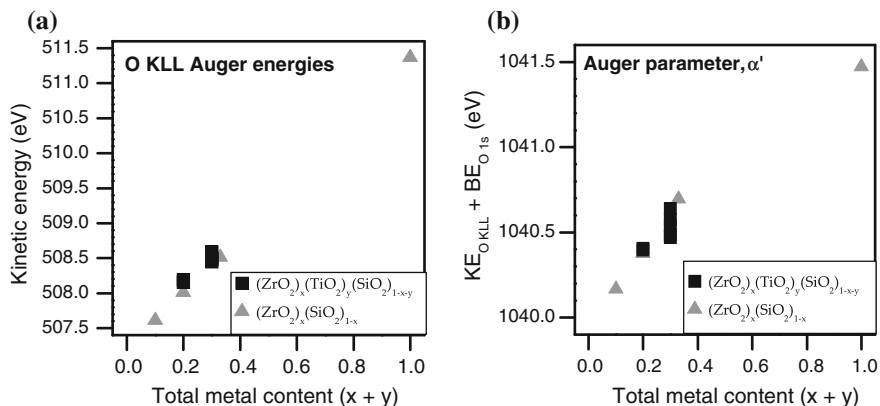 (a)
O KLL Auger energies
Kinetic energy (eV)
511.5
511.0
510.5
510.0
509.5
509.0
508.5
508.0
507.5
(ZrO₂)ₓ(TiO₂)ᵧ(SiO₂)₁₋ₓ₋ᵧ
(ZrO₂)ₓ(SiO₂)₁₋ₓ
0.0 0.2 0.4 0.6 0.8 1.0
Total metal content (x + y)
(b)
Auger parameter, α'
KE_O KLL + BE_O 1s (eV)
1041.5
1041.0
1040.5
1040.0
(ZrO₂)ₓ(TiO₂)ᵧ(SiO₂)₁₋ₓ₋ᵧ
(ZrO₂)ₓ(SiO₂)₁₋ₓ
0.0 0.2 0.4 0.6 0.8 1.0
Total metal content (x + y)